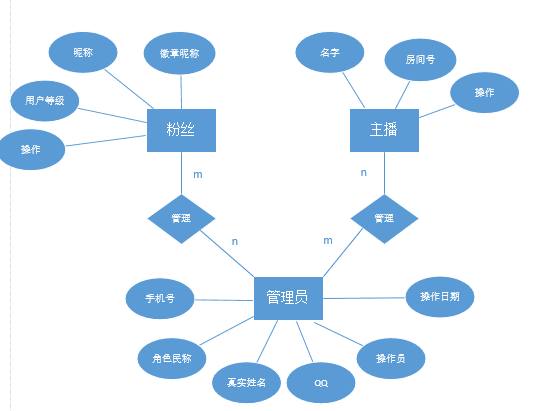 昵称
徽章昵称
名字
房间号
用户等级
操作
操作
粉丝
主播
m
n
管理
管理
n
m
管理员
手机号
操作日期
角色民称
操作员
真实姓名
QQ